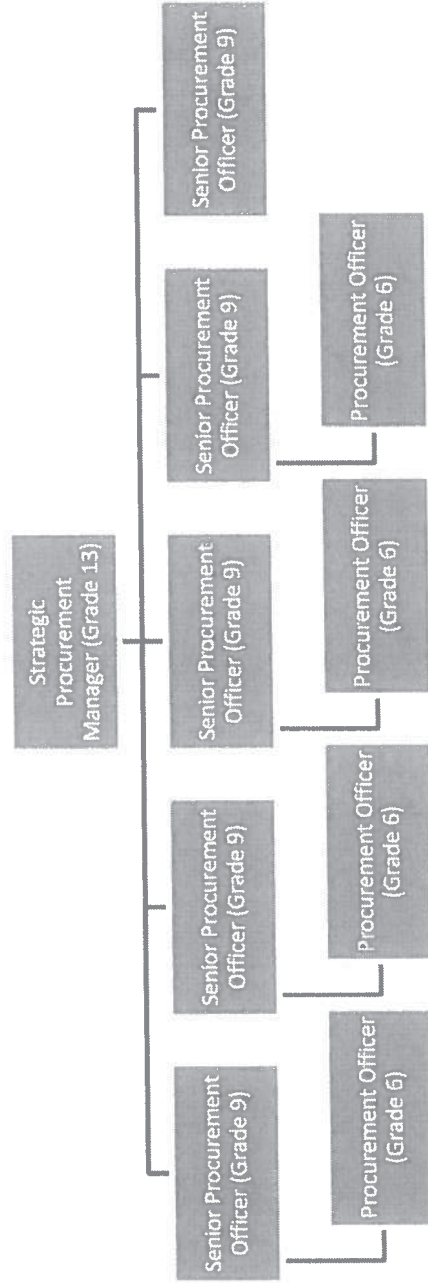 Strategic
Procurement
Manager (Grade 13)
Senior Procurement
Officer (Grade 9)
Senior Procurement
Officer (Grade 9)
Senior Procurement
Officer (Grade 9)
Senior Procurement
Officer (Grade 9)
Senior Procurement
Officer (Grade 9)
Procurement Officer
(Grade 6)
Procurement Officer
(Grade 6)
Procurement Officer
(Grade 6)
Procurement Officer
(Grade 6)